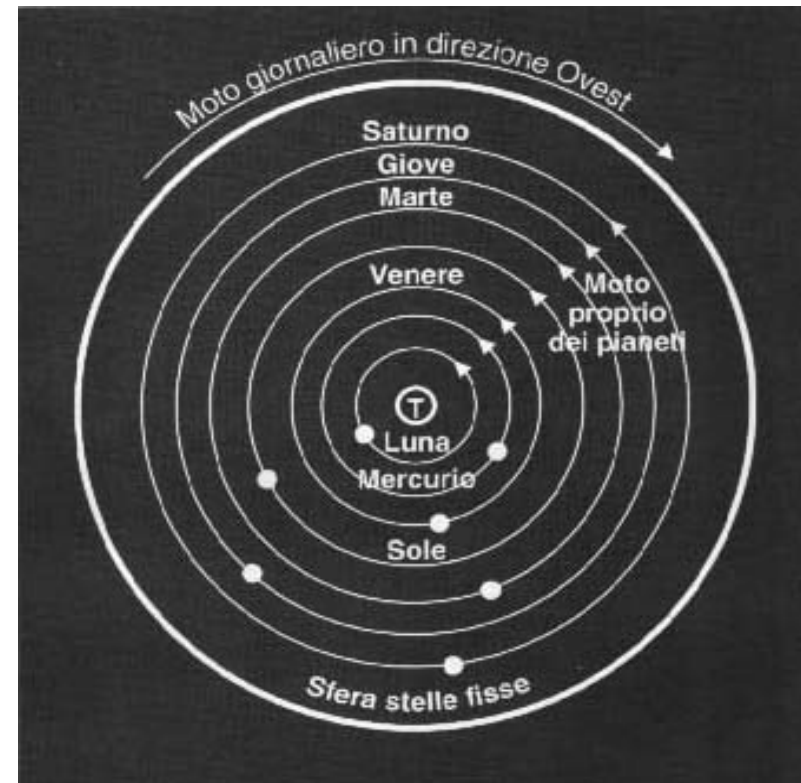 Moto giornaliero in direzione Ovest
Saturno
Giove
Marte
Venere
Moto
proprio
dei pianeti
T
Luna
Mercurio
Sole
Sfera stelle fisse